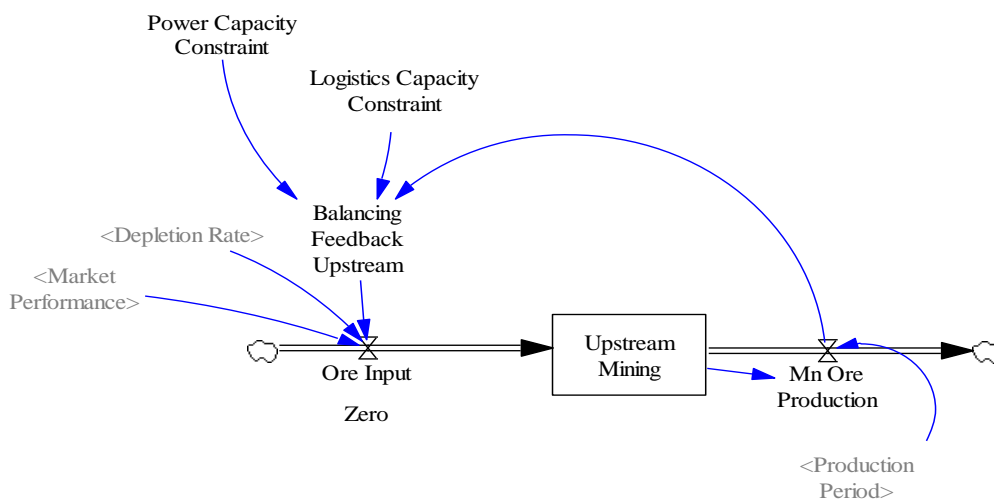 Power Capacity
Constraint
Logistics Capacity
Constraint
Balancing
Feedback
Upstream
<Depletion Rate>
<Market
Performance>
Ore Input
Zero
Upstream
Mining
Mn Ore
Production
<Production
Period>